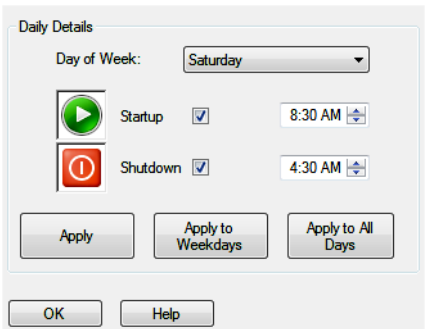 Daily Details
Day of Week: Saturday
Startup 8:30 AM
Shutdown 4:30 AM
Apply
Apply to
Weekdays
Apply to All
Days
OK Help